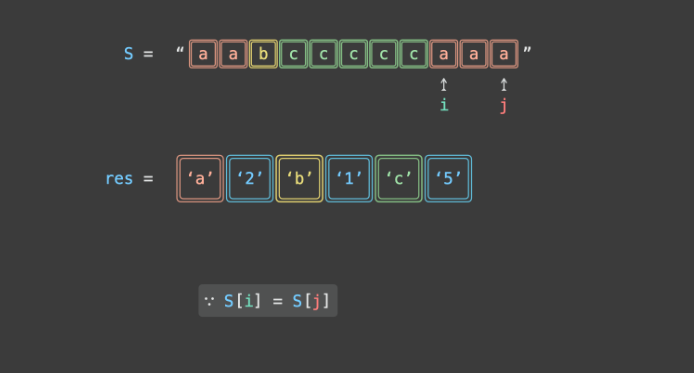 S = “ a a b c c c c c a a a ”
↑ ↑
i j
res = ‘a’ ‘2’ ‘b’ ‘1’ ‘c’ ‘5’
∵ S[i] = S[j]